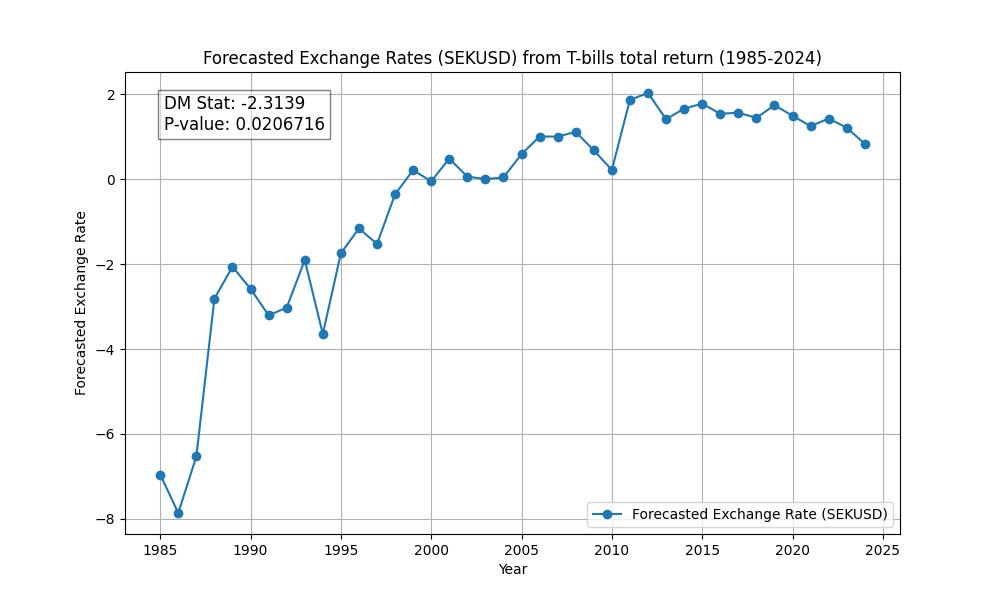 Forecasted Exchange Rates (SEKUSD) from T-bills total return (1985-2024)
DM Stat: -2.3139
P-value: 0.0206716
2
0
−2
−4
−6
−8
Forecasted Exchange Rate
Forecasted Exchange Rate (SEKUSD)
1985 1990 1995 2000 2005 2010 2015 2020 2025
Year